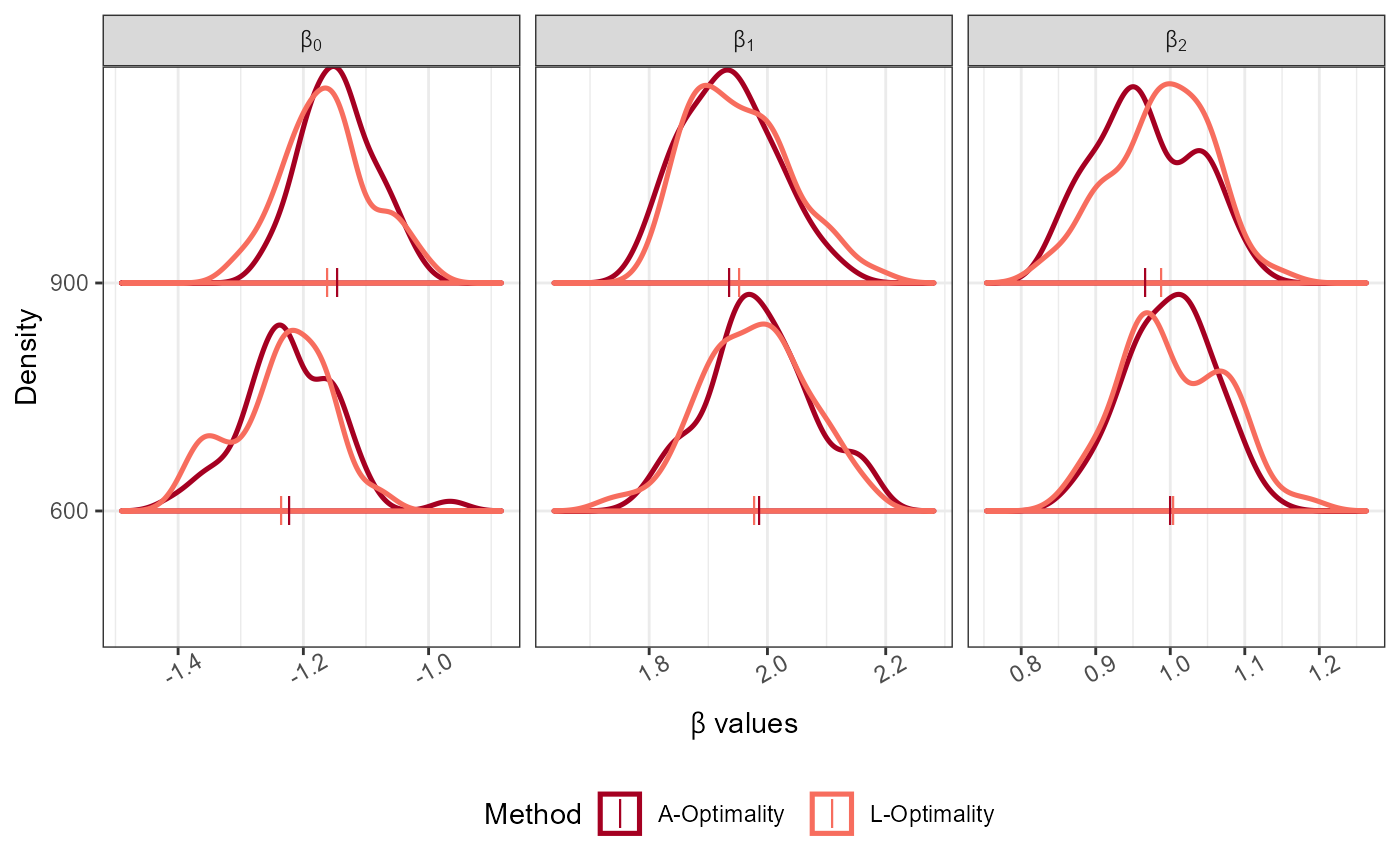 β₀ β₁ β₂
Density
900
600
-1.4 -1.2 -1.0 1.8 2.0 2.2 0.8 0.9 1.0 1.1 1.2
β values
Method A-Optimality L-Optimality